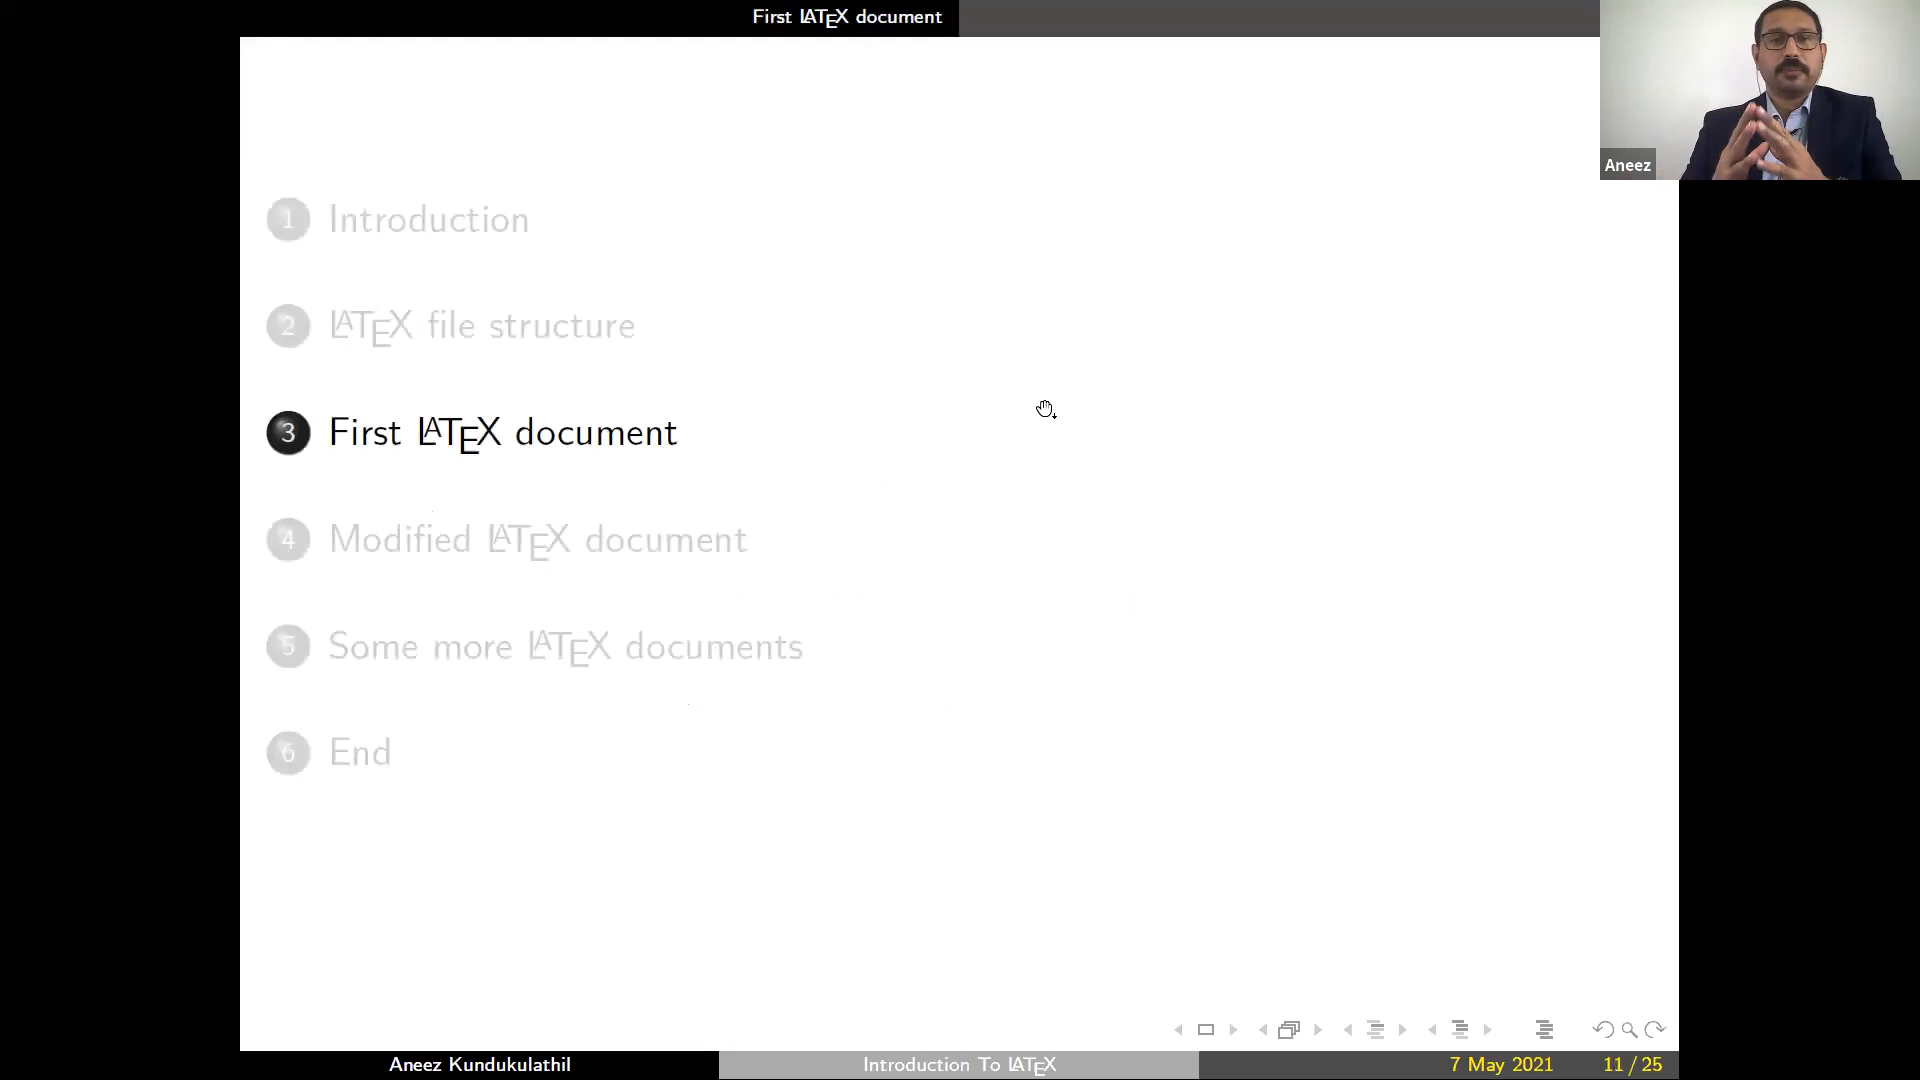 First LATEX document
Aneez
1 Introduction
2 LATEX file structure
3 First LATEX document
4 Modified LATEX document
5 Some more LATEX documents
6 End
Aneez Kundukulathil
Introduction To LATEX
7 May 2021
11 / 25